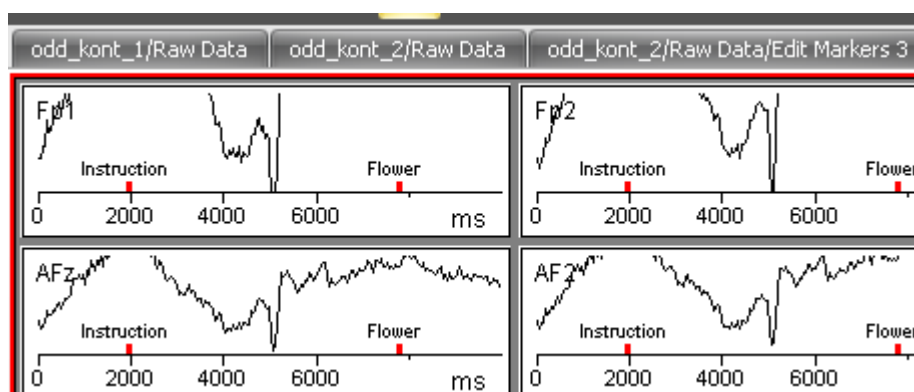 odd_kont_1/Raw Data odd_kont_2/Raw Data odd_kont_2/Raw Data/Edit Markers 3
Fp1 Fp2
Instruction Flower Instruction Flower
0 2000 4000 6000 ms 0 2000 4000 6000
AFz AF2
Instruction Flower Instruction Flower
0 2000 4000 6000 ms 0 2000 4000 6000